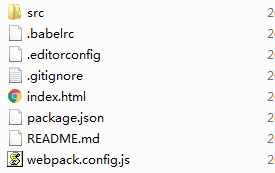 src
.babelrc
.editorconfig
.gitignore
index.html
package.json
README.md
webpack.config.js